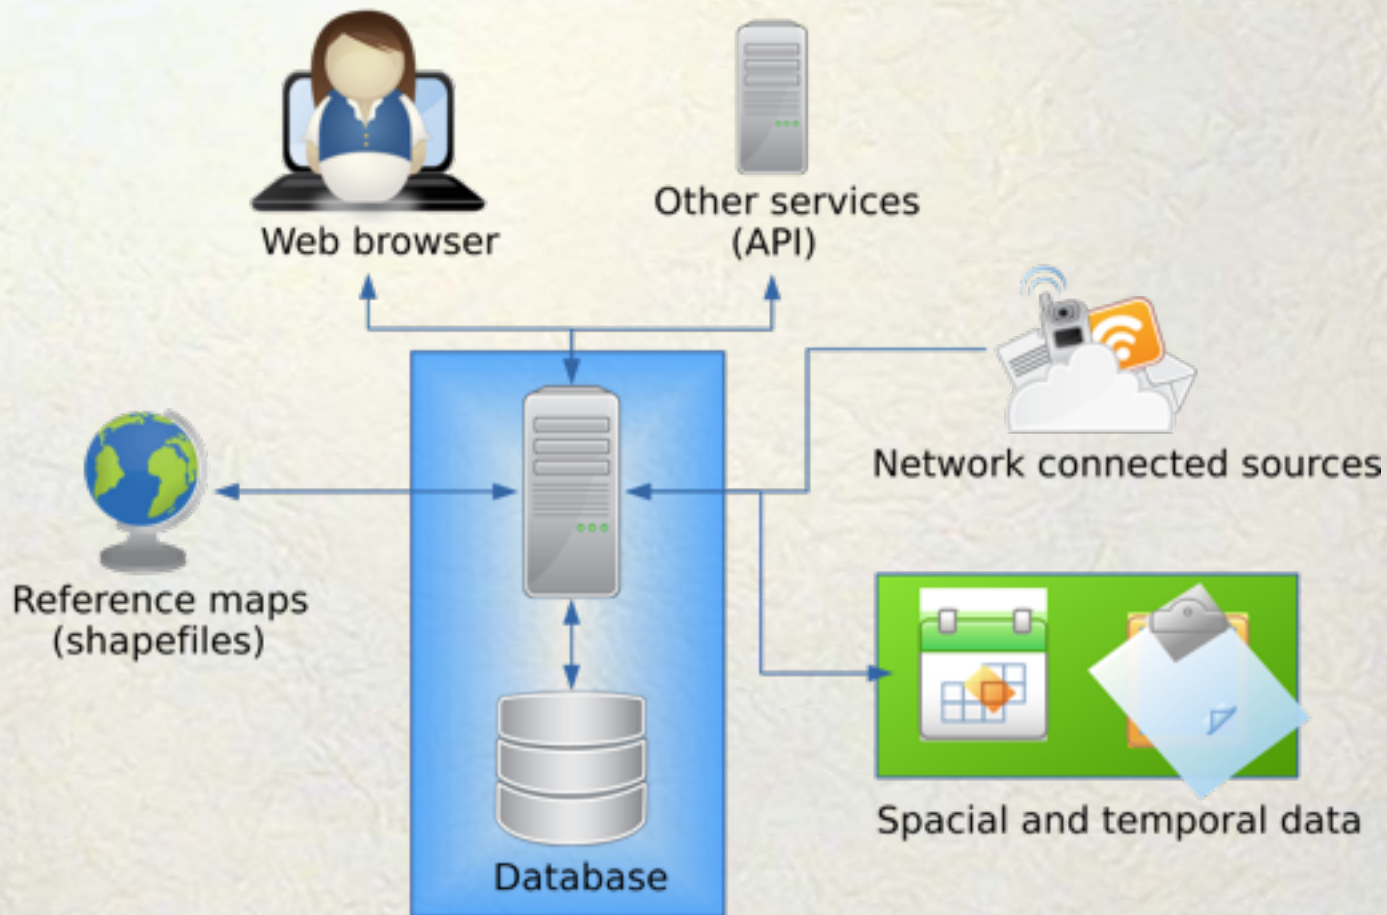 Web browser
Other services
(API)
Network connected sources
Reference maps
(shapefiles)
Spacial and temporal data
Database